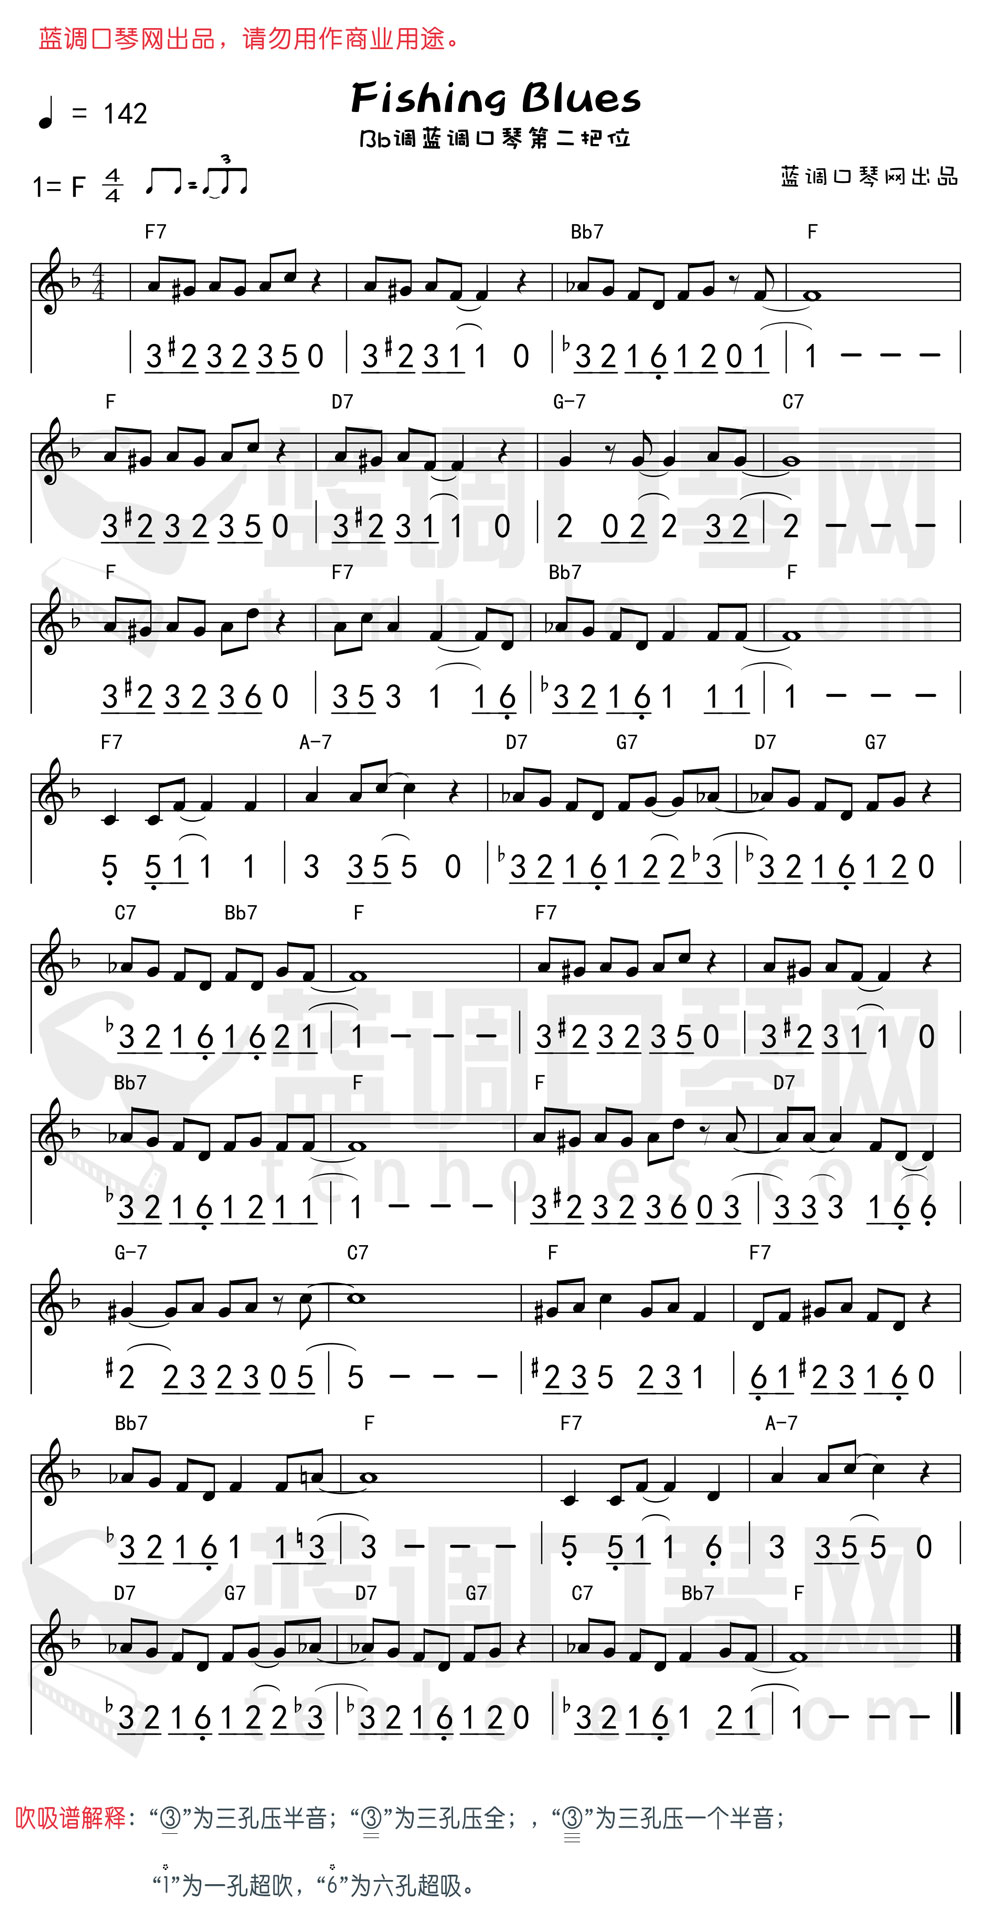 蓝调口琴网出品，请勿用作商业用途。
Fishing Blues
♩ = 142
Bb调蓝调口琴第二把位
1= F 4/4 3
蓝调口琴网出品
F7 Bb7 F
3 #2 3 2 3 5 0 | 3 #2 3 1 1 0 | b3 2 1 6 1 2 0 1 | 1 – – –
F D7 G-7 C7
3 #2 3 2 3 5 0 | 3 #2 3 1 1 0 | 2 0 2 2 3 2 | 2 – – –
F F7 Bb7 F
3 #2 3 2 3 6 0 | 3 5 3 1 1 6 | b3 2 1 6 1 1 1 | 1 – – –
F7 A-7 D7 G7 D7 G7
5 5 1 1 1 | 3 3 5 5 0 | b3 2 1 6 1 2 2 b3 | b3 2 1 6 1 2 0
C7 Bb7 F F7
b3 2 1 6 1 6 2 1 | 1 – – – | 3 #2 3 2 3 5 0 | 3 #2 3 1 1 0
Bb7 F F D7
b3 2 1 6 1 2 1 1 | 1 – – – | 3 #2 3 2 3 6 0 3 | 3 3 3 1 6 6
G-7 C7 F F7
#2 2 3 2 3 0 5 | 5 – – – | #2 3 5 2 3 1 | 6 1 #2 3 1 6 0
Bb7 F F7 A-7
b3 2 1 6 1 1 ♮3 | 3 – – – | 5 5 1 1 6 | 3 3 5 5 0
D7 G7 D7 G7 C7 Bb7 F
b3 2 1 6 1 2 2 b3 | b3 2 1 6 1 2 0 | b3 2 1 6 1 2 1 | 1 – – –
蓝调口琴网
tenholes.com
吹吸谱解释：“③”为三孔压半音；“③”为三孔压全；，“③”为三孔压一个半音；
“1”为一孔超吹，“6”为六孔超吸。